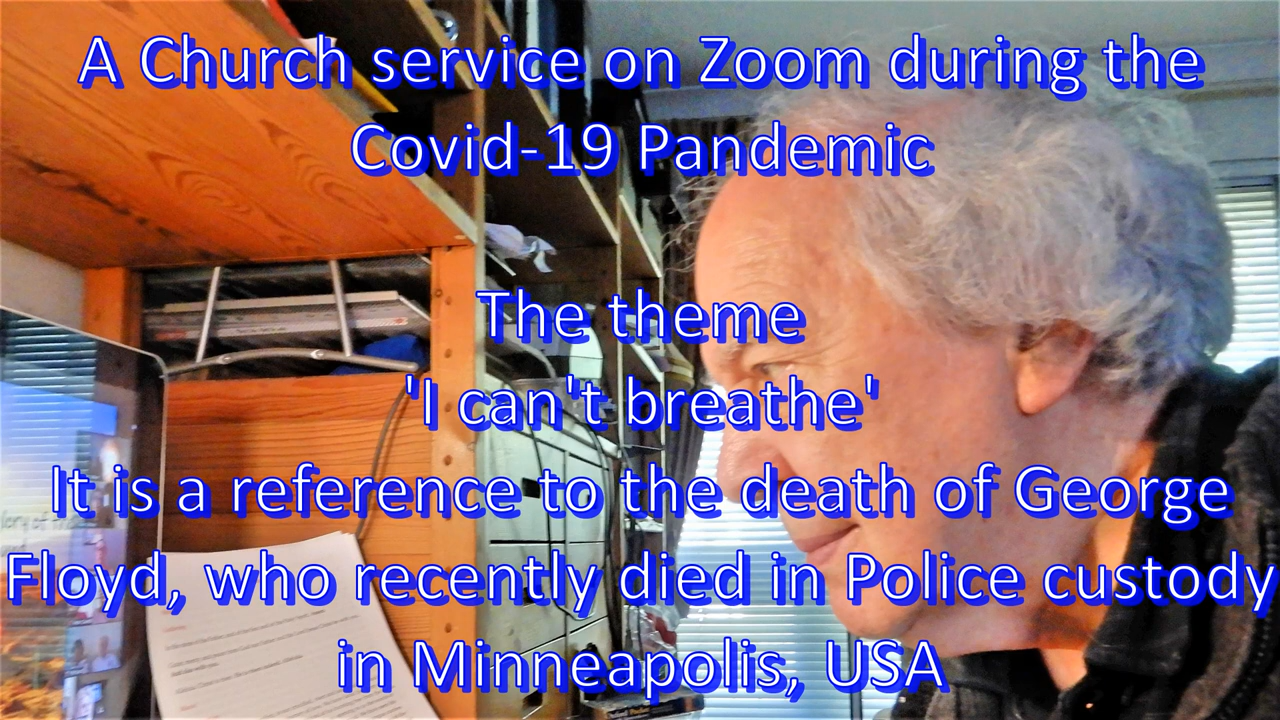 A Church service on Zoom during the
Covid-19 Pandemic
The theme
'I can't breathe'
It is a reference to the death of George
Floyd, who recently died in Police custody
in Minneapolis, USA